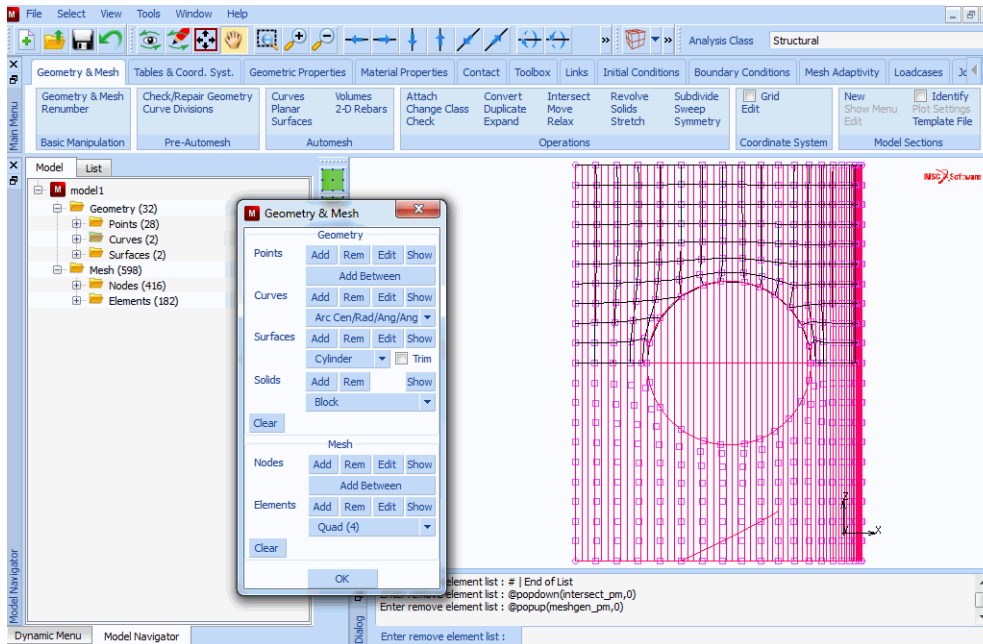 File Select View Tools Window Help
» » Analysis Class Structural
Geometry & Mesh Tables & Coord. Syst. Geometric Properties Material Properties Contact Toolbox Links Initial Conditions Boundary Conditions Mesh Adaptivity Loadcases
Geometry & Mesh Check/Repair Geometry Curves Volumes Attach Convert Intersect Revolve Subdivide Grid New Identify
Renumber Curve Divisions Planar 2-D Rebars Change Class Duplicate Move Solids Sweep Edit Show Menu Plot Settings
Surfaces Check Expand Relax Stretch Symmetry Edit Template File
Basic Manipulation Pre-Automesh Automesh Operations Coordinate System Model Sections
Main Menu
Model List
model1
Geometry (32)
Points (28)
Curves (2)
Surfaces (2)
Mesh (598)
Nodes (416)
Elements (182)
Model Navigator
Geometry & Mesh
Geometry
Points Add Rem Edit Show
Add Between
Curves Add Rem Edit Show
Arc Cen/Rad/Ang/Ang
Surfaces Add Rem Edit Show
Cylinder Trim
Solids Add Rem Show
Block
Clear
Mesh
Nodes Add Rem Edit Show
Add Between
Elements Add Rem Edit Show
Quad (4)
Clear
OK
MSC Software
Z
X
Y
element list : # | End of List
Enter remove element list : @popdown(intersect_pm,0)
Enter remove element list : @popup(meshgen_pm,0)
Dialog
Enter remove element list :
Dynamic Menu Model Navigator